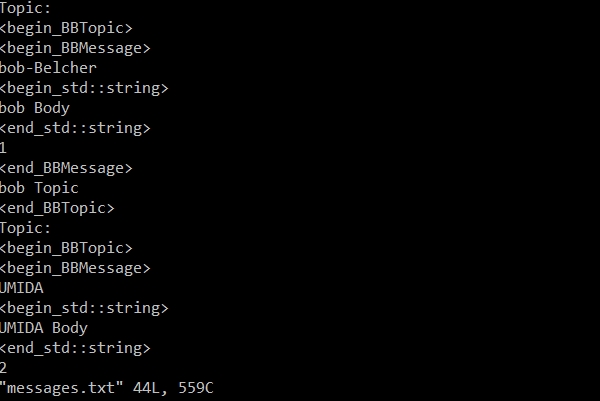 Topic:
<begin_BBTopic>
<begin_BBMessage>
bob-Belcher
<begin_std::string>
bob Body
<end_std::string>
1
<end_BBMessage>
bob Topic
<end_BBTopic>
Topic:
<begin_BBTopic>
<begin_BBMessage>
UMIDA
<begin_std::string>
UMIDA Body
<end_std::string>
2
"messages.txt" 44L, 559C